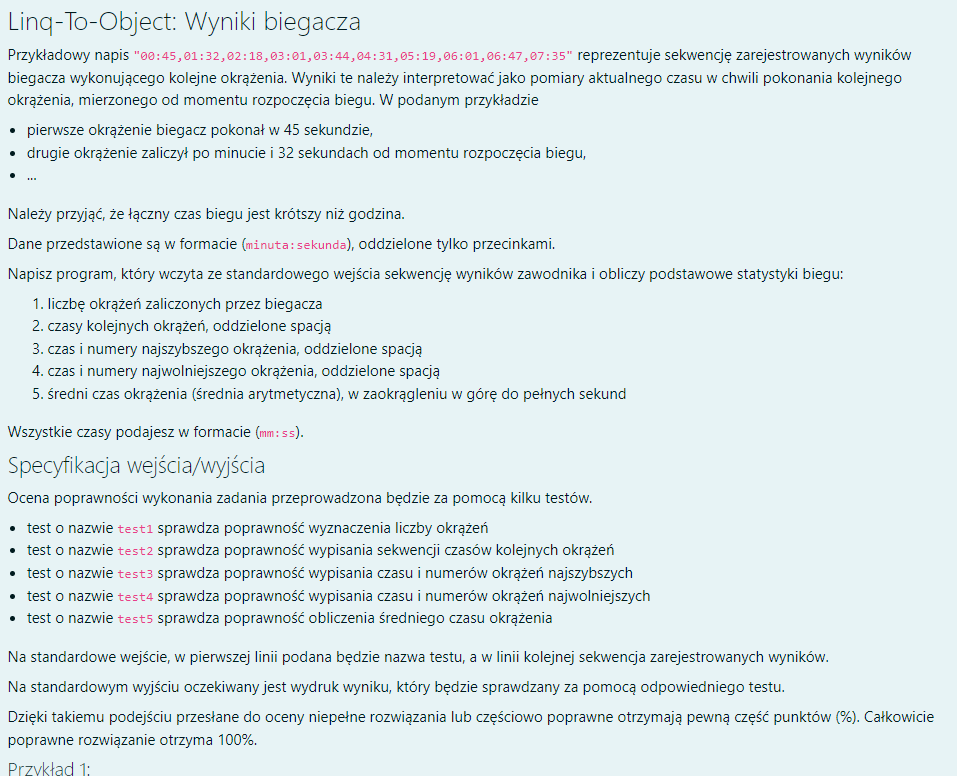 Linq-To-Object: Wyniki biegacza
Przykładowy napis "00:45,01:32,02:18,03:01,03:44,04:31,05:19,06:01,06:47,07:35" reprezentuje sekwencję zarejestrowanych wyników
biegacza wykonującego kolejne okrążenia. Wyniki te należy interpretować jako pomiary aktualnego czasu w chwili pokonania kolejnego
okrążenia, mierzonego od momentu rozpoczęcia biegu. W podanym przykładzie
• pierwsze okrążenie biegacz pokonał w 45 sekundzie,
• drugie okrążenie zaliczył po minucie i 32 sekundach od momentu rozpoczęcia biegu,
• ...
Należy przyjąć, że łączny czas biegu jest krótszy niż godzina.
Dane przedstawione są w formacie (minuta:sekunda), oddzielone tylko przecinkami.
Napisz program, który wczyta ze standardowego wejścia sekwencję wyników zawodnika i obliczy podstawowe statystyki biegu:
1. liczbę okrążeń zaliczonych przez biegacza
2. czasy kolejnych okrążeń, oddzielone spacją
3. czas i numery najszybszego okrążenia, oddzielone spacją
4. czas i numery najwolniejszego okrążenia, oddzielone spacją
5. średni czas okrążenia (średnia arytmetyczna), w zaokrągleniu w górę do pełnych sekund
Wszystkie czasy podajesz w formacie (mm:ss).
Specyfikacja wejścia/wyjścia
Ocena poprawności wykonania zadania przeprowadzona będzie za pomocą kilku testów.
• test o nazwie test1 sprawdza poprawność wyznaczenia liczby okrążeń
• test o nazwie test2 sprawdza poprawność wypisania sekwencji czasów kolejnych okrążeń
• test o nazwie test3 sprawdza poprawność wypisania czasu i numerów okrążeń najszybszych
• test o nazwie test4 sprawdza poprawność wypisania czasu i numerów okrążeń najwolniejszych
• test o nazwie test5 sprawdza poprawność obliczenia średniego czasu okrążenia
Na standardowe wejście, w pierwszej linii podana będzie nazwa testu, a w linii kolejnej sekwencja zarejestrowanych wyników.
Na standardowym wyjściu oczekiwany jest wydruk wyniku, który będzie sprawdzany za pomocą odpowiedniego testu.
Dzięki takiemu podejściu przesłane do oceny niepełne rozwiązania lub częściowo poprawne otrzymają pewną część punktów (%). Całkowicie
poprawne rozwiązanie otrzyma 100%.
Przykład 1: